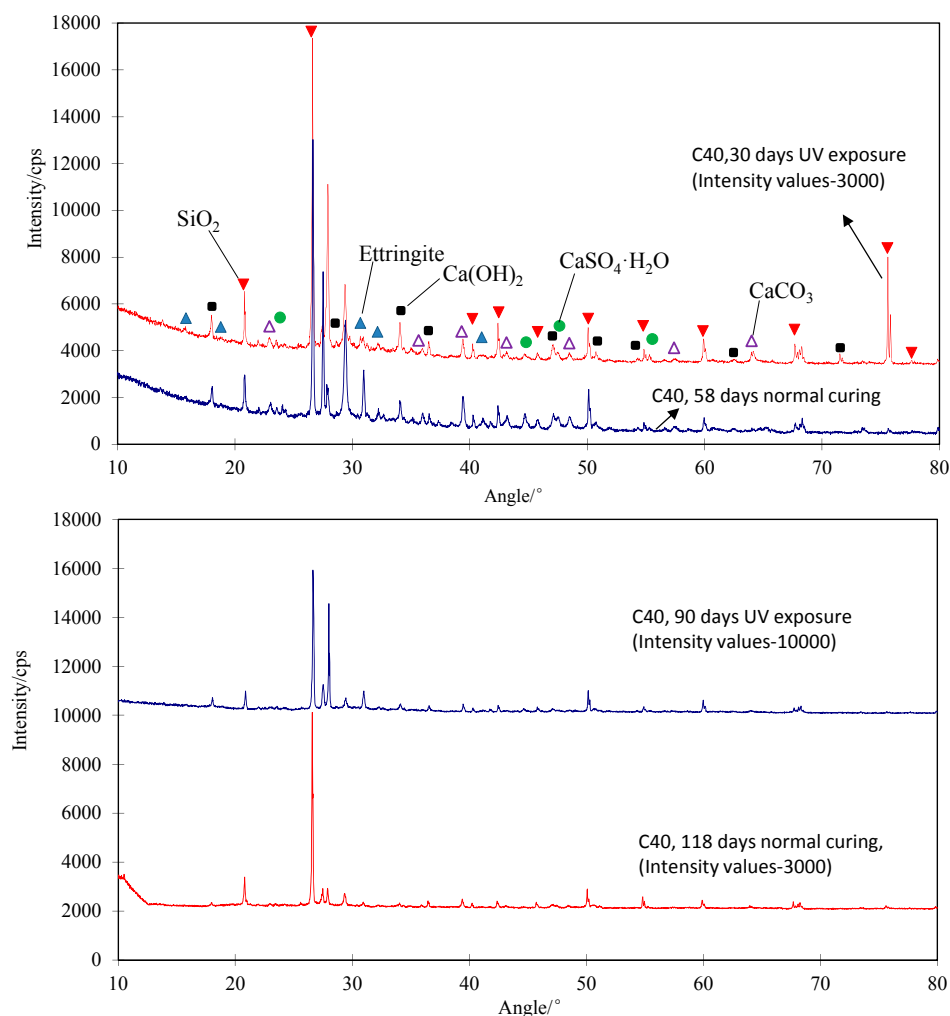 18000
16000
14000
12000
10000
8000
6000
4000
2000
0
Intensity/cps
C40,30 days UV exposure
(Intensity values-3000)
SiO2
Ettringite
Ca(OH)2
CaSO4·H2O
CaCO3
C40, 58 days normal curing
10 20 30 40 50 60 70 80
Angle/°
18000
16000
14000
12000
10000
8000
6000
4000
2000
0
Intensity/cps
C40, 90 days UV exposure
(Intensity values-10000)
C40, 118 days normal curing,
(Intensity values-3000)
10 20 30 40 50 60 70 80
Angle/°